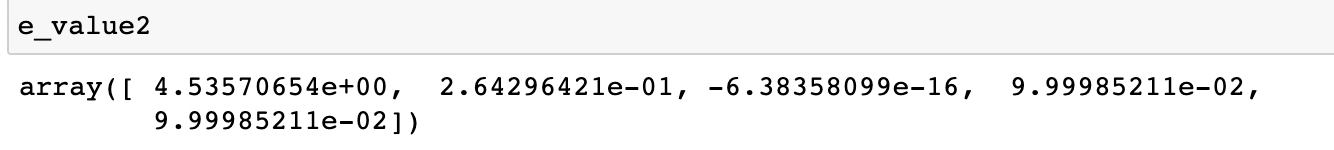 e_value2
array([ 4.53570654e+00,  2.64296421e-01, -6.38358099e-16,  9.99985211e-02,
        9.99985211e-02])